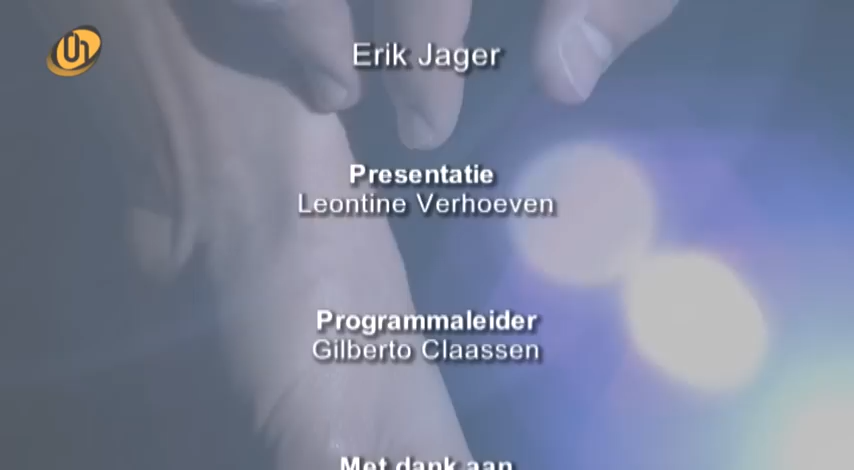 Erik Jager
Presentatie
Leontine Verhoeven
Programmaleider
Gilberto Claassen
Met dank aan